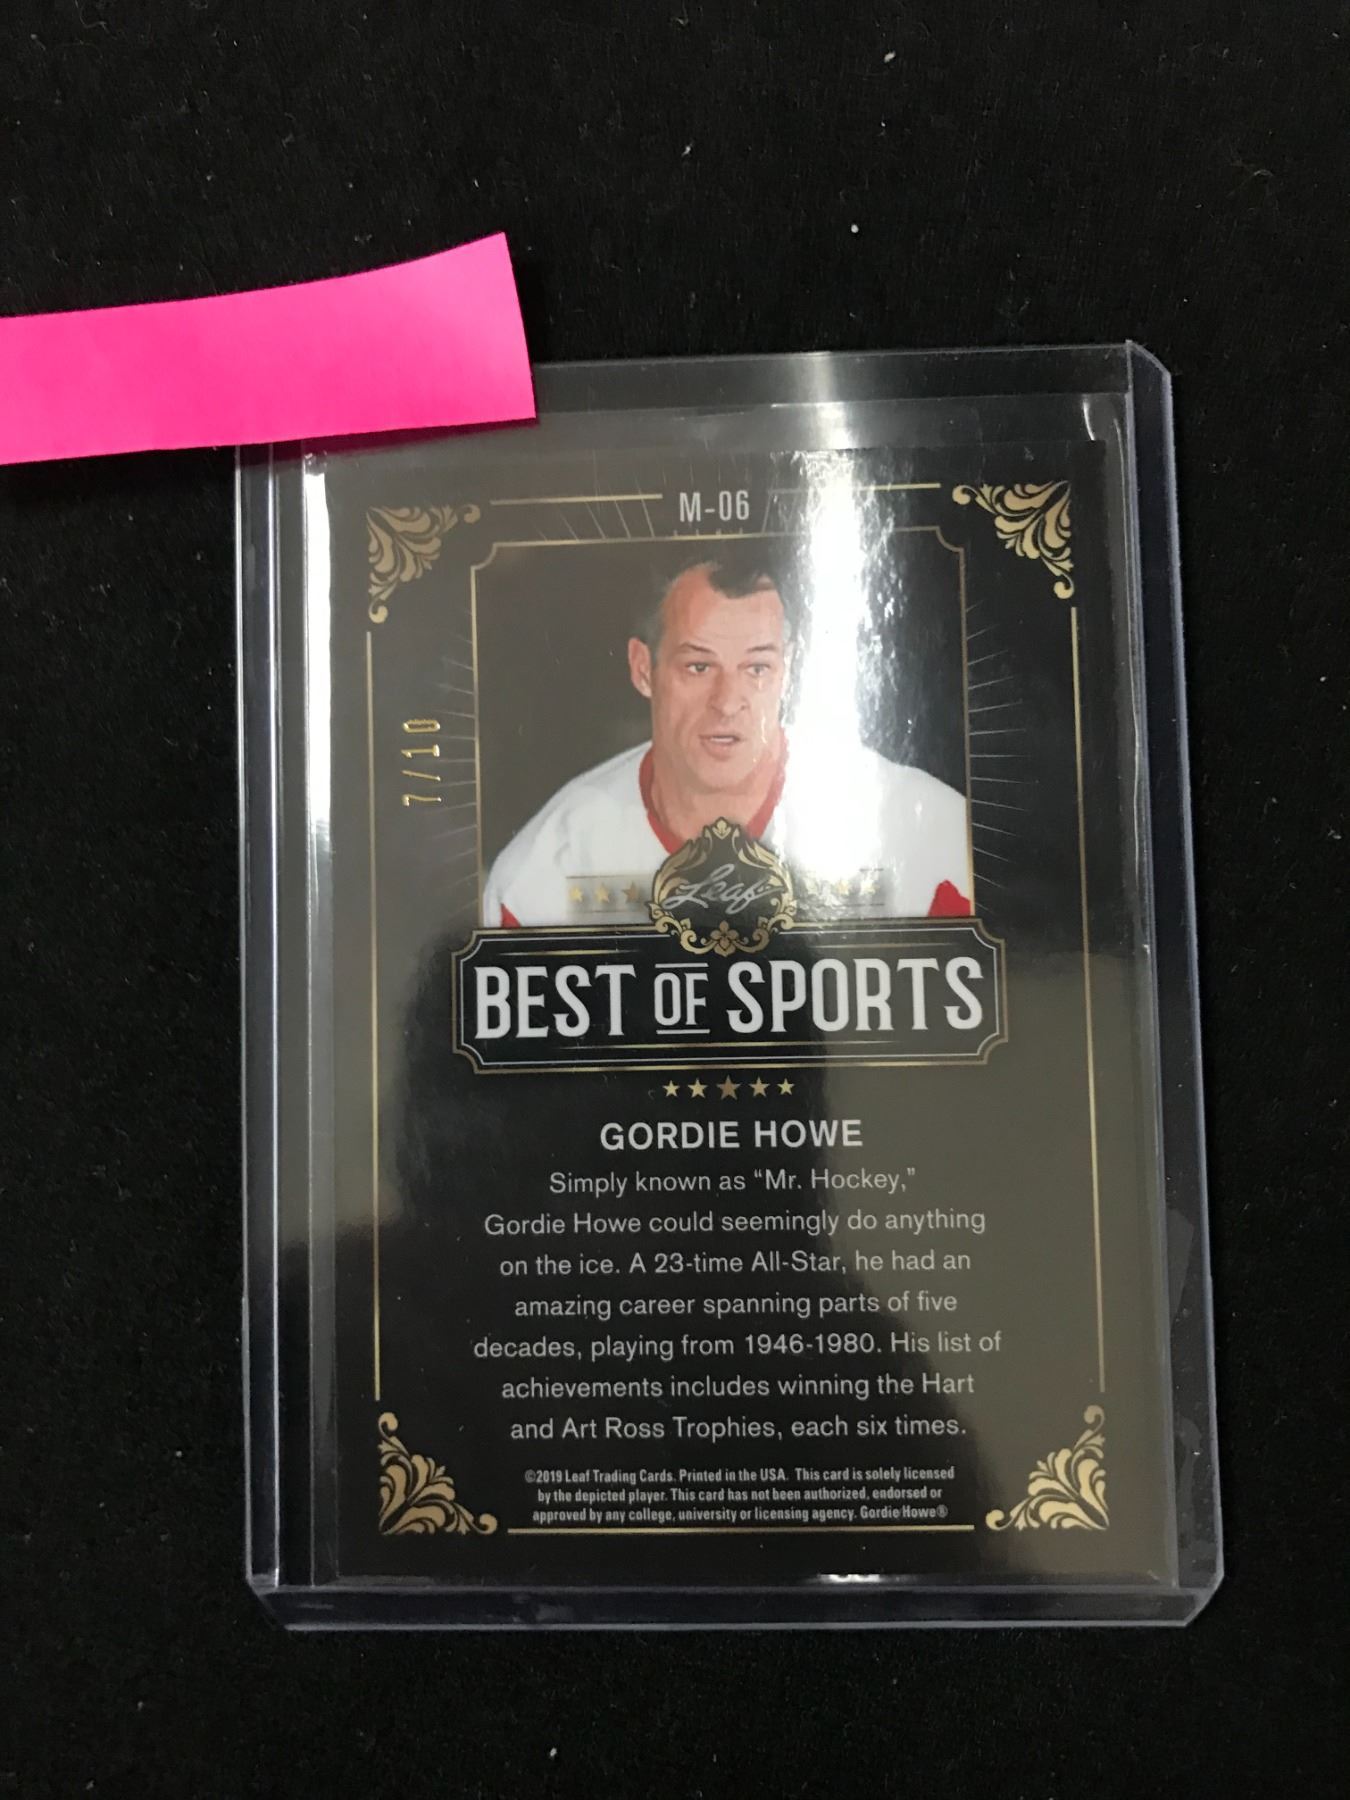 M-06
7/10
Leaf
BEST OF SPORTS
GORDIE HOWE
Simply known as “Mr. Hockey,”
Gordie Howe could seemingly do anything
on the ice. A 23-time All-Star, he had an
amazing career spanning parts of five
decades, playing from 1946-1980. His list of
achievements includes winning the Hart
and Art Ross Trophies, each six times.
©2019 Leaf Trading Cards. Printed in the USA. This card is solely licensed
by the depicted player. This card has not been authorized, endorsed or
approved by any college, university or licensing agency. Gordie Howe®